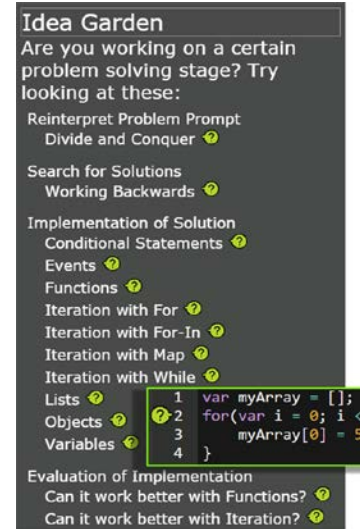 Idea Garden
Are you working on a certain
problem solving stage? Try
looking at these:
Reinterpret Problem Prompt
Divide and Conquer ?
Search for Solutions
Working Backwards ?
Implementation of Solution
Conditional Statements ?
Events ?
Functions ?
Iteration with For ?
Iteration with For-In ?
Iteration with Map ?
Iteration with While ?
Lists ?
Objects ?
Variables ?
1 var myArray = [];
? 2 for(var i = 0; i <
3 myArray[0] = 5
4 }
Evaluation of Implementation
Can it work better with Functions? ?
Can it work better with Iteration? ?